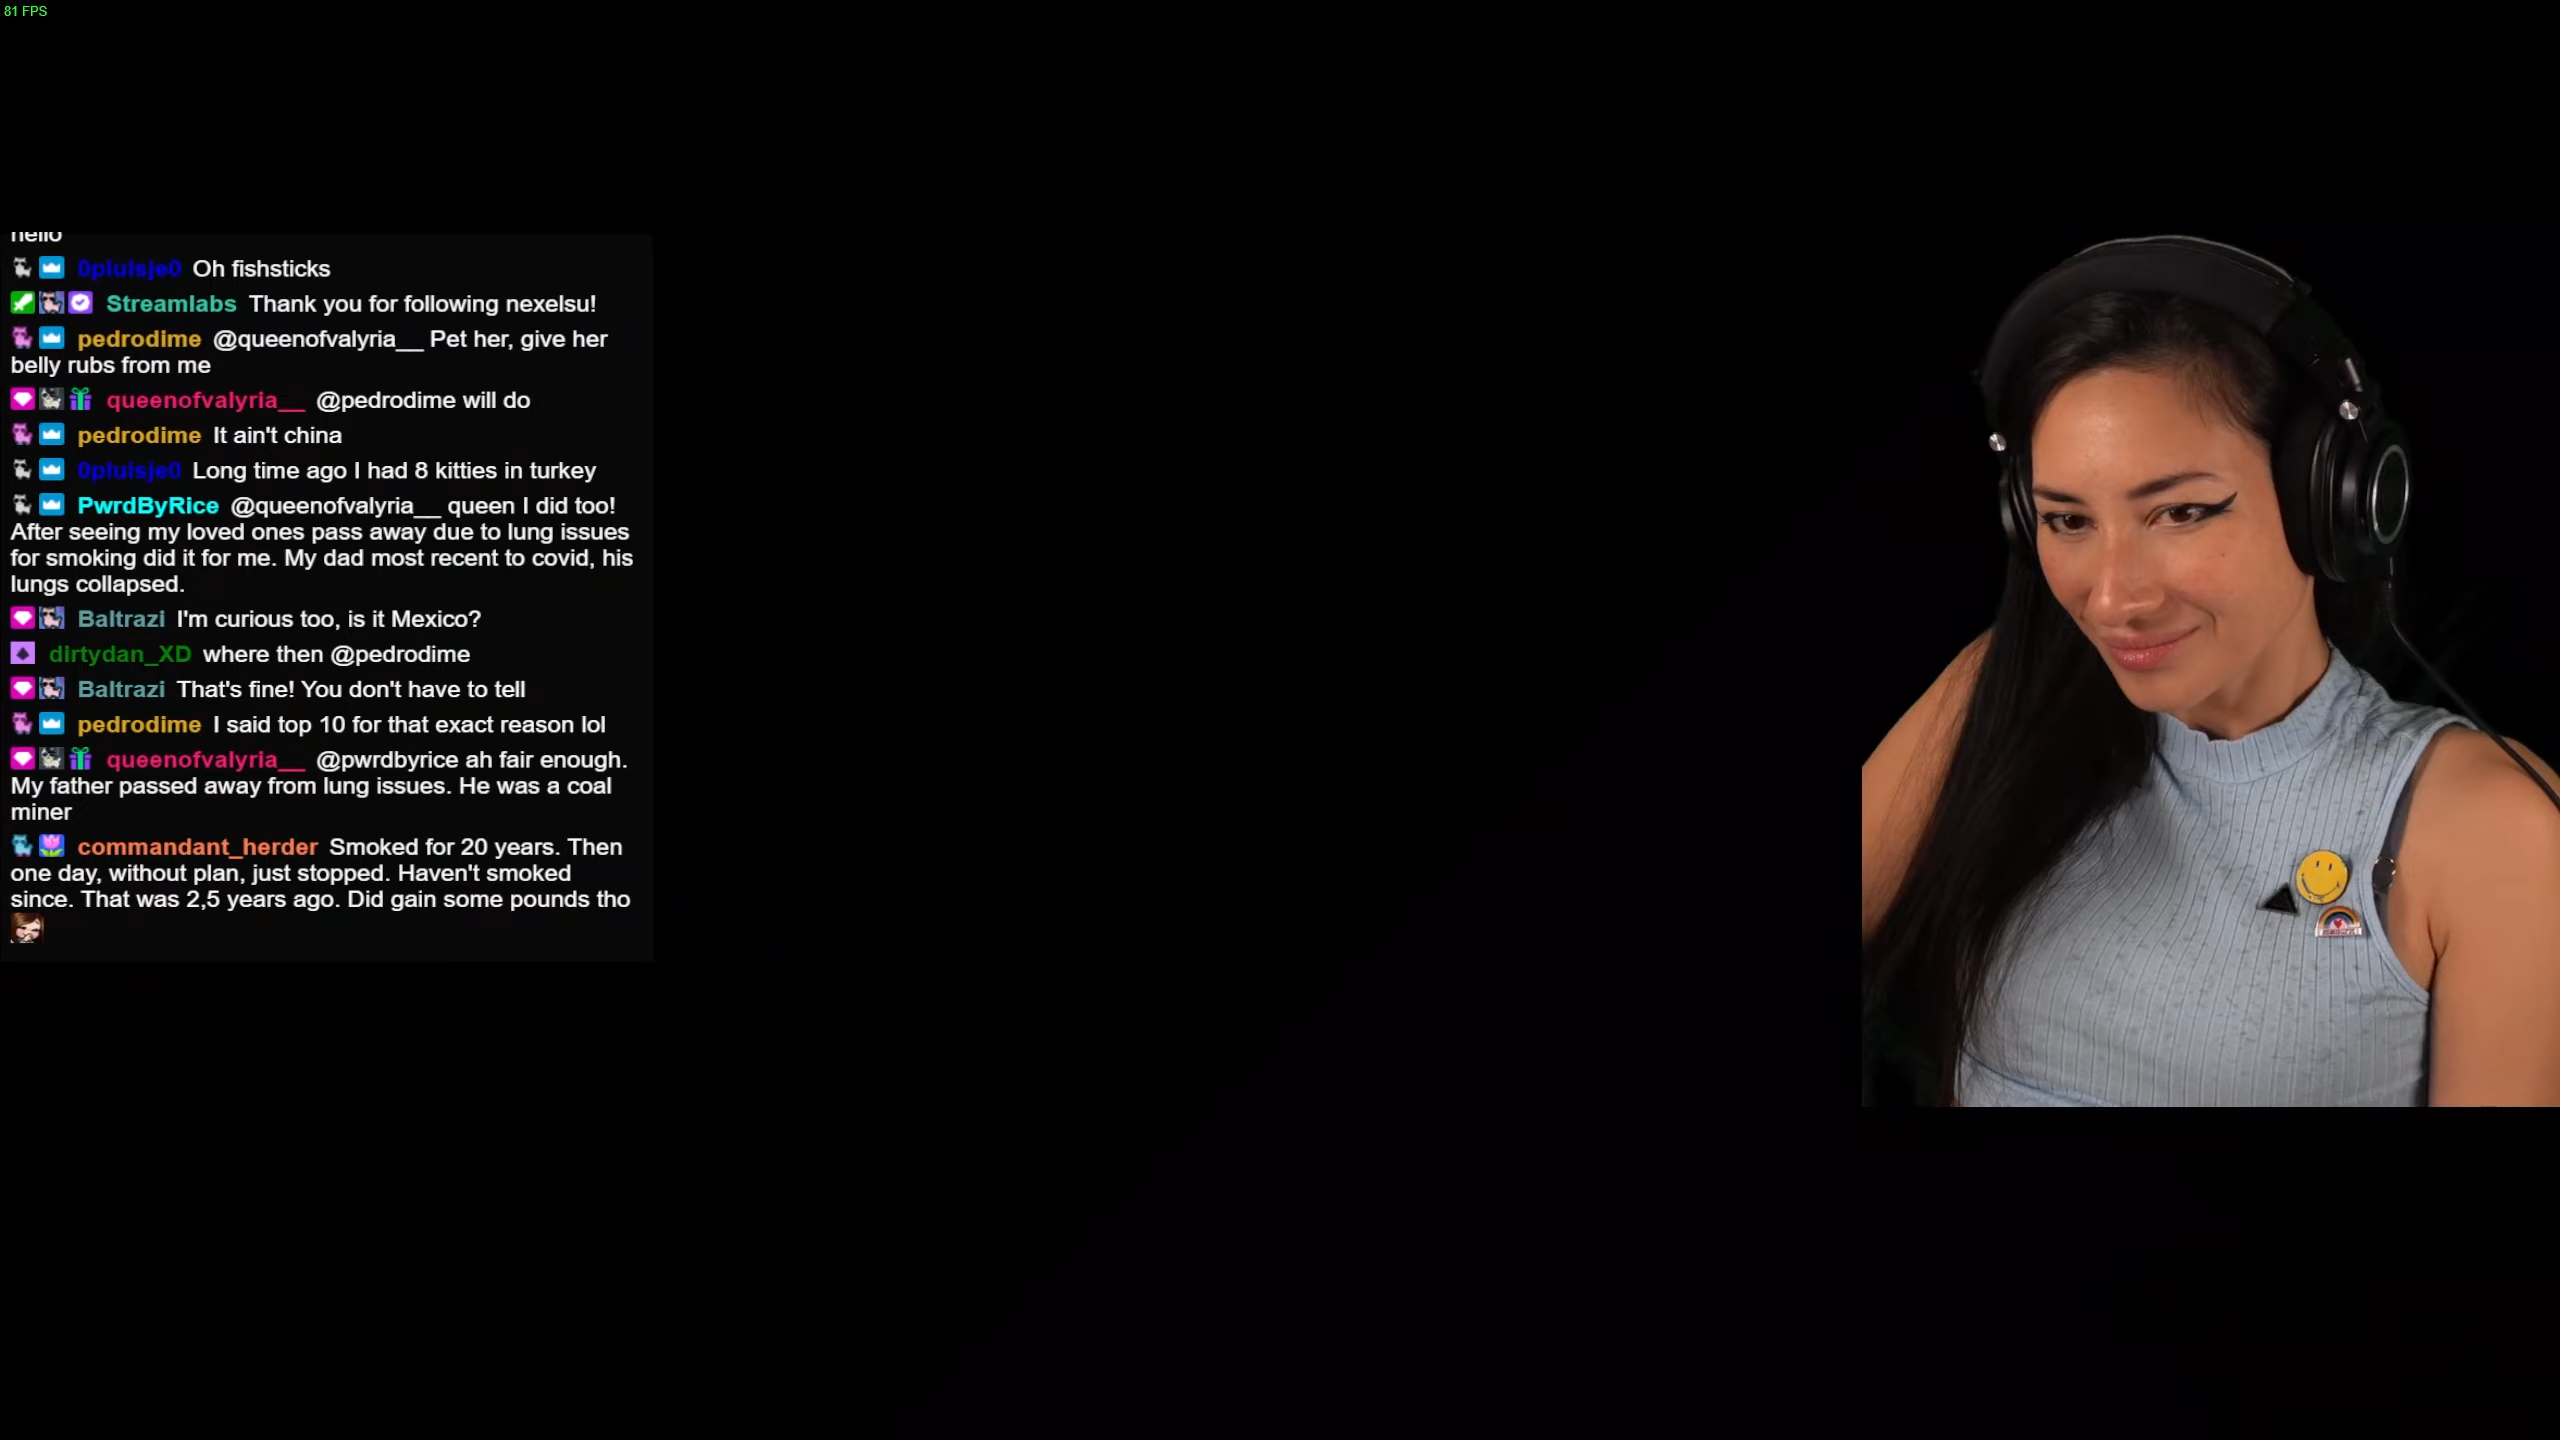 81 FPS
hello
0pluisje0 Oh fishsticks
Streamlabs Thank you for following nexelsu!
pedrodime @queenofvalyria__ Pet her, give her
belly rubs from me
queenofvalyria__ @pedrodime will do
pedrodime It ain't china
0pluisje0 Long time ago I had 8 kitties in turkey
PwrdByRice @queenofvalyria__ queen I did too!
After seeing my loved ones pass away due to lung issues
for smoking did it for me. My dad most recent to covid, his
lungs collapsed.
Baltrazi I'm curious too, is it Mexico?
dirtydan_XD where then @pedrodime
Baltrazi That's fine! You don't have to tell
pedrodime I said top 10 for that exact reason lol
queenofvalyria__ @pwrdbyrice ah fair enough.
My father passed away from lung issues. He was a coal
miner
commandant_herder Smoked for 20 years. Then
one day, without plan, just stopped. Haven't smoked
since. That was 2,5 years ago. Did gain some pounds tho